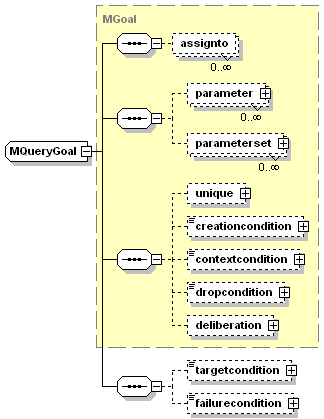 MGoal
assignto
0..∞
parameter
0..∞
parameterset
0..∞
MQueryGoal
unique
creationcondition
contextcondition
dropcondition
deliberation
targetcondition
failurecondition